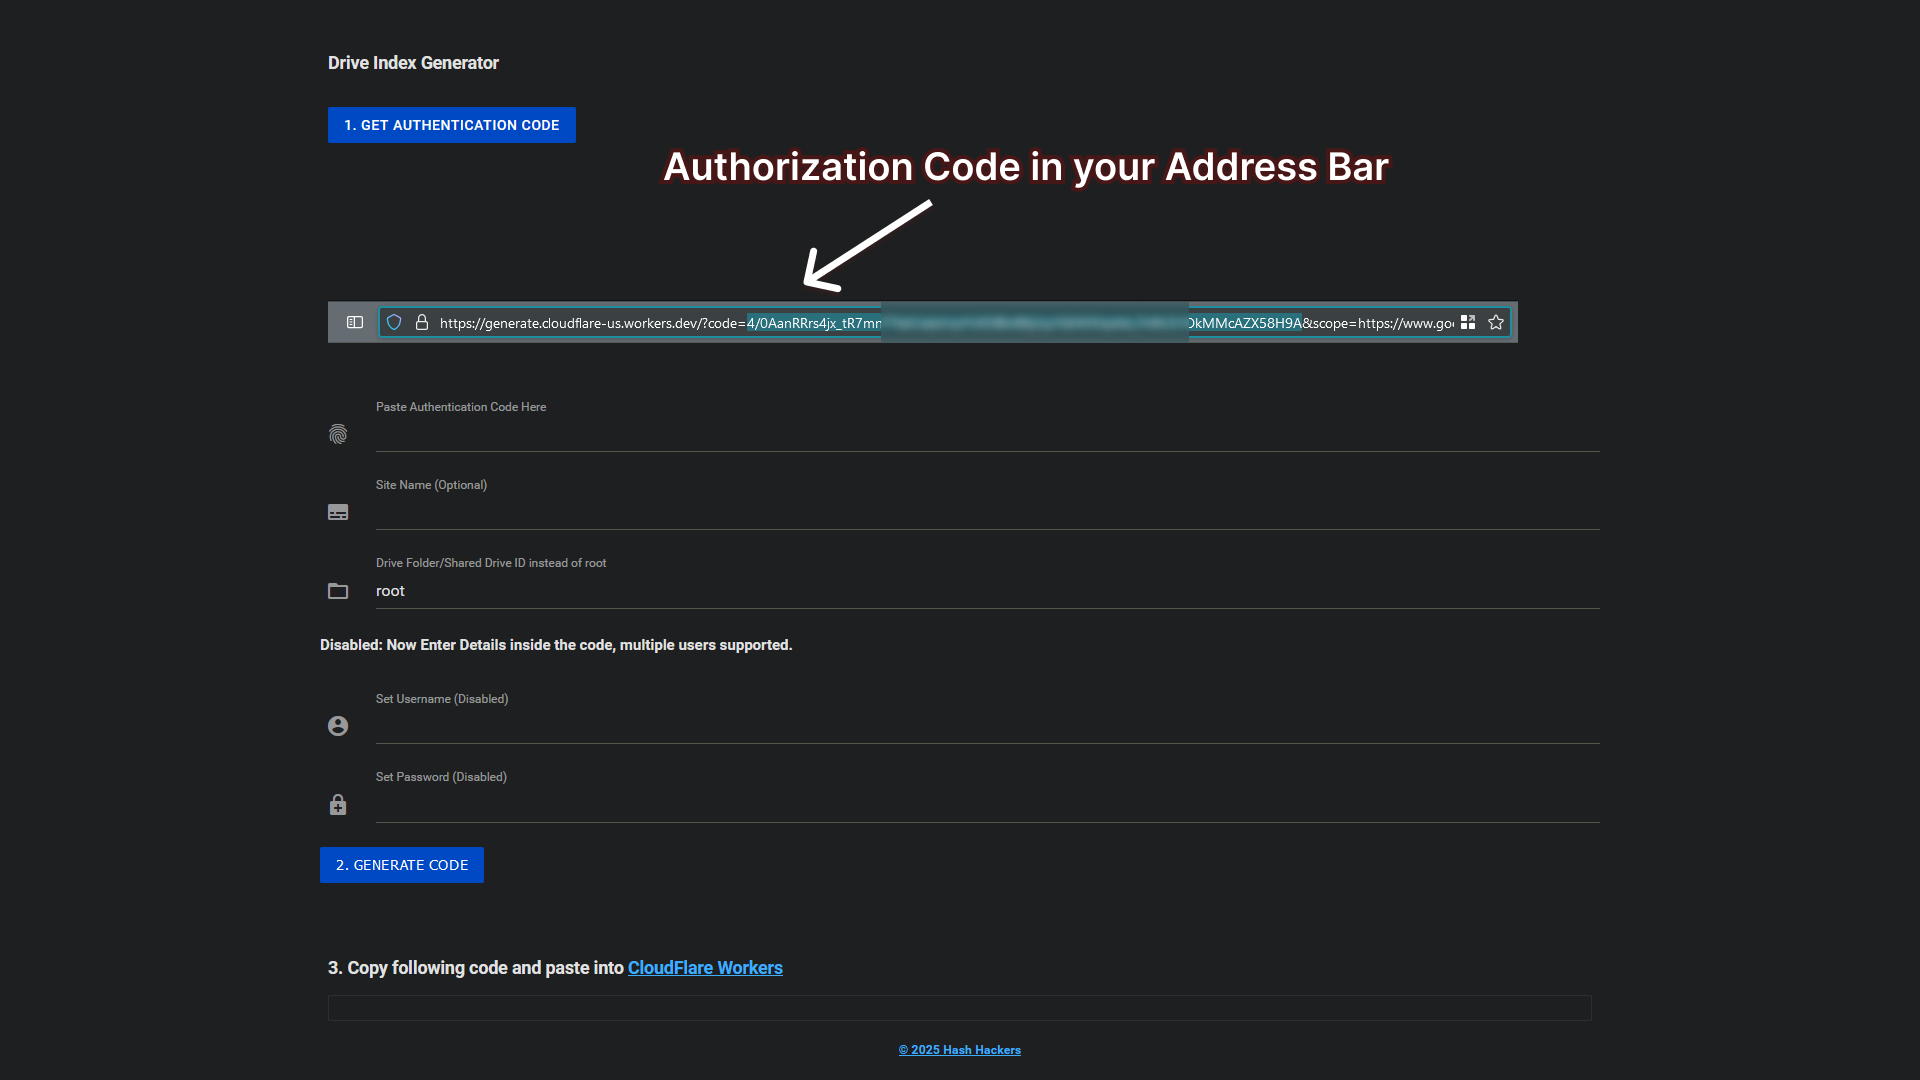 Drive Index Generator
1. GET AUTHENTICATION CODE
Authorization Code in your Address Bar
https://generate.cloudflare-us.workers.dev/?code=4/0AanRRrs4jx_tR7mn kMMcAZX58H9A&scope=https://www.goo
Paste Authentication Code Here
Site Name (Optional)
Drive Folder/Shared Drive ID instead of root
root
Disabled: Now Enter Details inside the code, multiple users supported.
Set Username (Disabled)
Set Password (Disabled)
2. GENERATE CODE
3. Copy following code and paste into CloudFlare Workers
© 2025 Hash Hackers